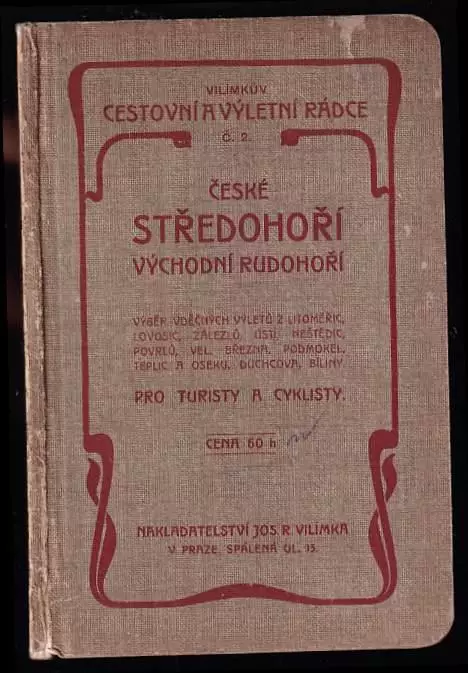 VILÍMKŮV
CESTOVNÍ A VÝLETNÍ RÁDCE
Č. 2.
ČESKÉ
STŘEDOHOŘÍ
VÝCHODNÍ RUDOHOŘÍ
VÝBĚR VDĚČNÝCH VÝLETŮ Z LITOMĚŘIC,
LOVOSIC, ZÁLEZLŮ, ÚSTÍ, NEŠTĚDIC,
POVRLŮ, VEL. BŘEZNA, PODMOKEL,
TEPLIC A OSEKU, DUCHCOVA, BÍLINY
PRO TURISTY A CYKLISTY.
CENA 60 h
NAKLADATELSTVÍ JOS. R. VILÍMKA
V PRAZE, SPÁLENÁ UL. 13.